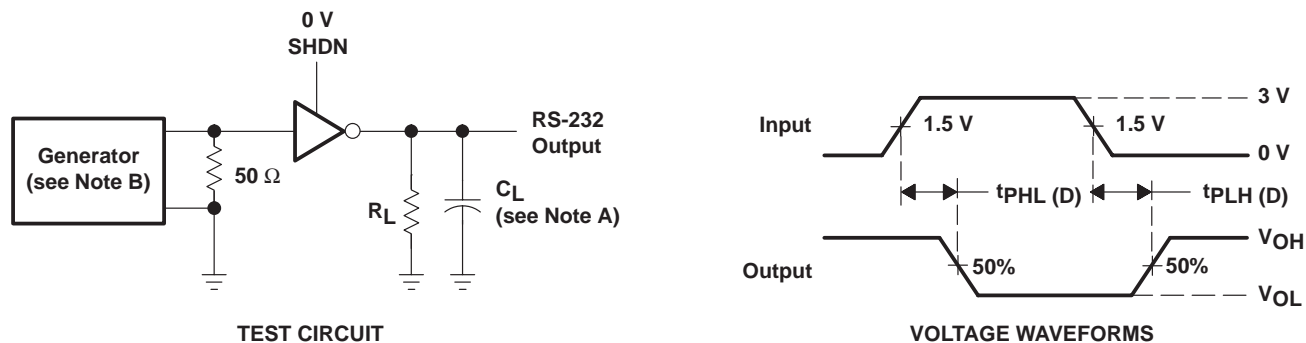 0 V
SHDN
Generator
(see Note B)
50 Ω
RS-232
Output
RL
CL
(see Note A)
TEST CIRCUIT
Input
1.5 V
1.5 V
3 V
0 V
tPHL (D)
tPLH (D)
Output
50%
50%
VOH
VOL
VOLTAGE WAVEFORMS